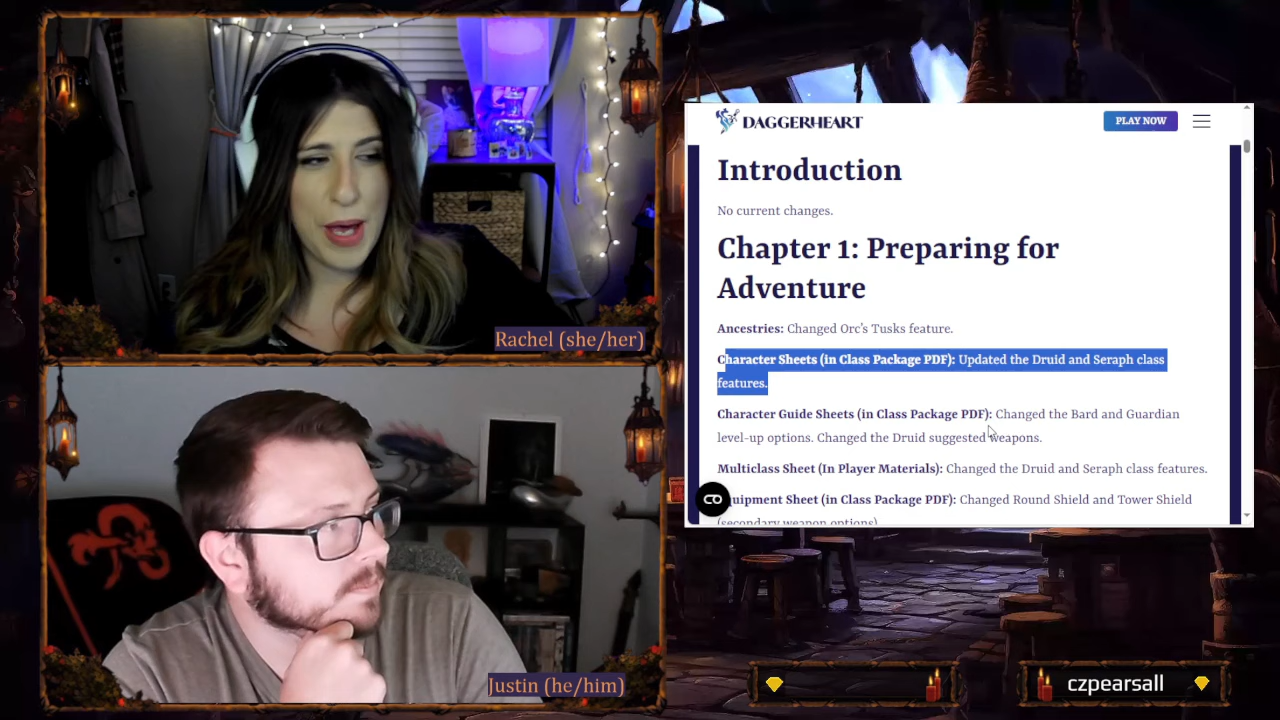 Rachel (she/her)
Justin (he/him)
DAGGERHEART
PLAY NOW
Introduction
No current changes.
Chapter 1: Preparing for
Adventure
Ancestries: Changed Orc's Tusks feature.
Character Sheets (in Class Package PDF): Updated the Druid and Seraph class
features.
Character Guide Sheets (in Class Package PDF): Changed the Bard and Guardian
level-up options. Changed the Druid suggested weapons.
Multiclass Sheet (In Player Materials): Changed the Druid and Seraph class features.
quipment Sheet (in Class Package PDF): Changed Round Shield and Tower Shield
(secondary weapon options)
czpearsall